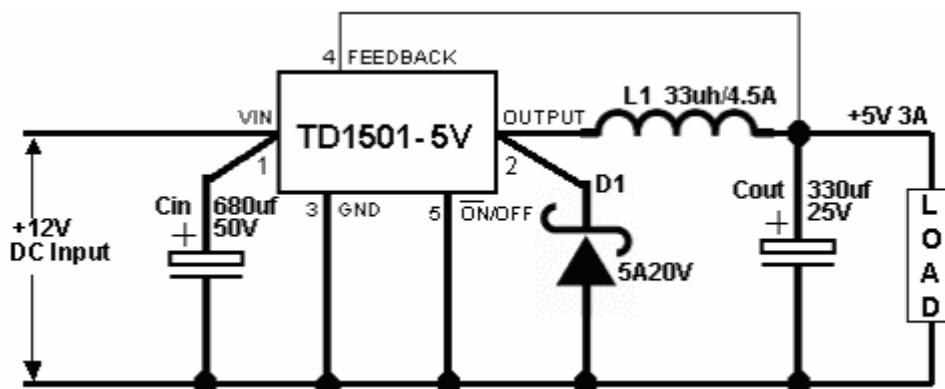 4 FEEDBACK
L1 33uh/4.5A
VIN
OUTPUT
+5V 3A
TD1501-5V
1
2
D1
Cin
680uf
50V
+
3 GND
5 ON/OFF
Cout
330uf
25V
+
+12V
DC Input
5A20V
LOAD